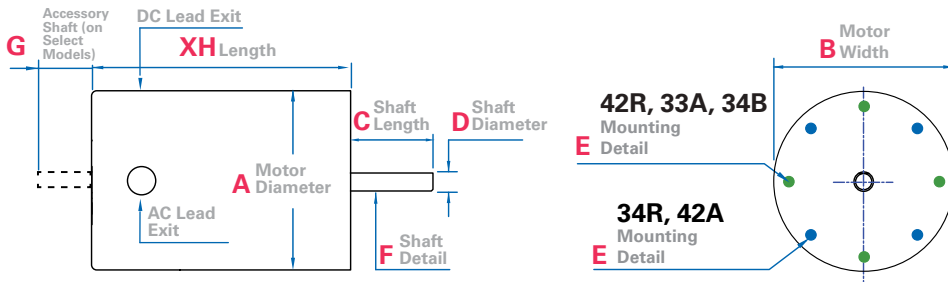 Accessory
Shaft (on
Select
Models)
G
DC Lead Exit
XH Length
Shaft
C Length
Shaft
D Diameter
Motor
A Diameter
AC Lead
Exit
Shaft
F Detail
Motor
B Width
42R, 33A, 34B
Mounting
E Detail
34R, 42A
Mounting
E Detail